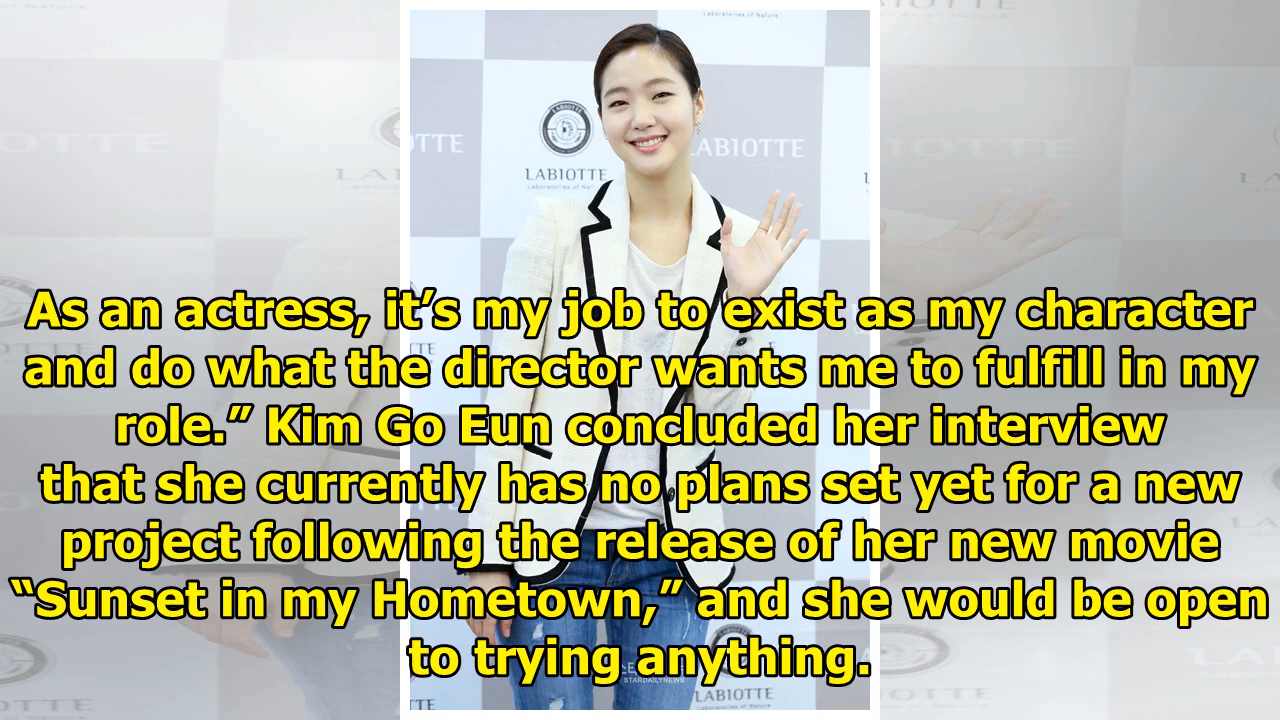 Laboratories of Nature
LABIOTTE
LABIOTTE
LABIOTTE
LABIOTTE
As an actress, it’s my job to exist as my character
and do what the director wants me to fulfill in my
role.” Kim Go Eun concluded her interview
that she currently has no plans set yet for a new
project following the release of her new movie
“Sunset in my Hometown,” and she would be open
to trying anything.
STARDAILYNEWS
LABIOTTE